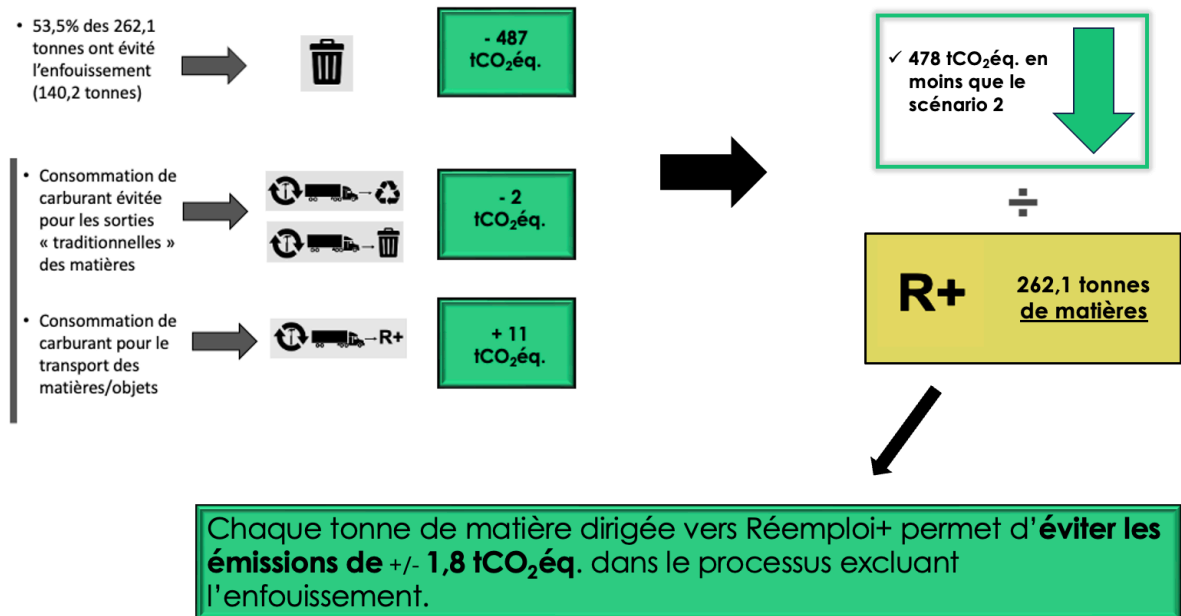 • 53,5% des 262,1
tonnes ont évité
l’enfouissement
(140,2 tonnes)
- 487
tCO₂éq.
• Consommation de
carburant évitée
pour les sorties
« traditionnelles »
des matières
- 2
tCO₂éq.
• Consommation de
carburant pour le
transport des
matières/objets
R+
+ 11
tCO₂éq.
✓ 478 tCO₂éq. en
moins que le
scénario 2
÷
R+
262,1 tonnes
de matières
Chaque tonne de matière dirigée vers Réemploi+ permet d’éviter les
émissions de +/- 1,8 tCO₂éq. dans le processus excluant
l’enfouissement.